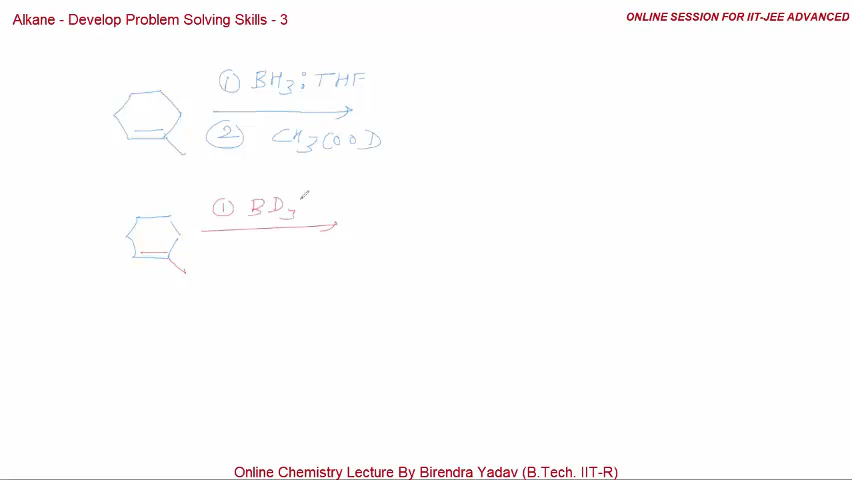 Alkane - Develop Problem Solving Skills - 3
ONLINE SESSION FOR IIT-JEE ADVANCED
① BH3: THF
② CH3COOD
① BD3
Online Chemistry Lecture By Birendra Yadav (B.Tech. IIT-R)